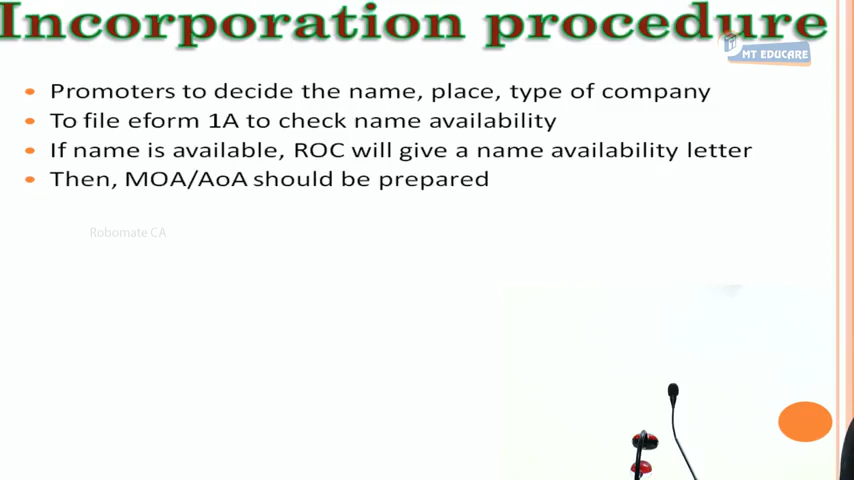 Incorporation procedure
MT EDUCARE
Promoters to decide the name, place, type of company
To file eform 1A to check name availability
If name is available, ROC will give a name availability letter
Then, MOA/AoA should be prepared
Robomate CA